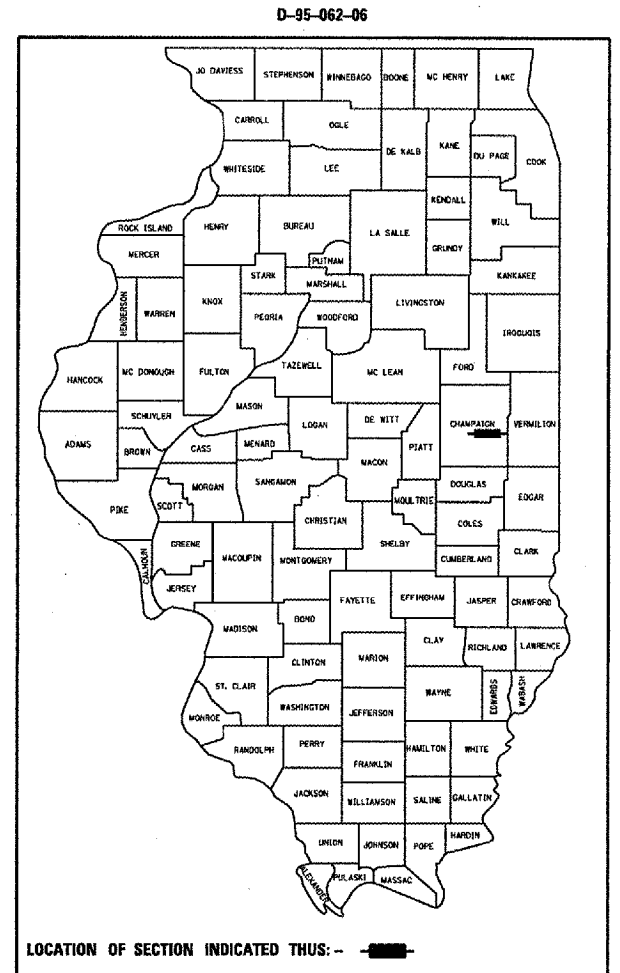 D-95-062-06
JO DAVIESS STEPHENSON WINNEBAGO BOONE MC HENRY LAKE
CARROLL OGLE DE KALB KANE DU PAGE COOK
WHITESIDE LEE KENDALL WILL
ROCK ISLAND HENRY BUREAU LA SALLE GRUNDY
MERCER PUTNAM KANKAKEE
STARK MARSHALL
HENDERSON WARREN KNOX PEORIA WOODFORD LIVINGSTON IROQUOIS
HANCOCK MC DONOUGH FULTON TAZEWELL MC LEAN FORD
SCHUYLER MASON LOGAN DE WITT CHAMPAIGN VERMILION
ADAMS BROWN CASS MENARD MACON PIATT
PIKE SCOTT MORGAN SANGAMON MOULTRIE DOUGLAS EDGAR
CHRISTIAN COLES
CALHOUN GREENE MACOUPIN MONTGOMERY SHELBY CUMBERLAND CLARK
JERSEY FAYETTE EFFINGHAM JASPER CRAWFORD
MADISON BOND CLAY RICHLAND LAWRENCE
CLINTON MARION
ST. CLAIR WAYNE EDWARDS WABASH
MONROE WASHINGTON JEFFERSON
RANDOLPH PERRY HAMILTON WHITE
FRANKLIN
JACKSON WILLIAMSON SALINE GALLATIN
UNION JOHNSON POPE HARDIN
ALEXANDER PULASKI MASSAC
LOCATION OF SECTION INDICATED THUS: -